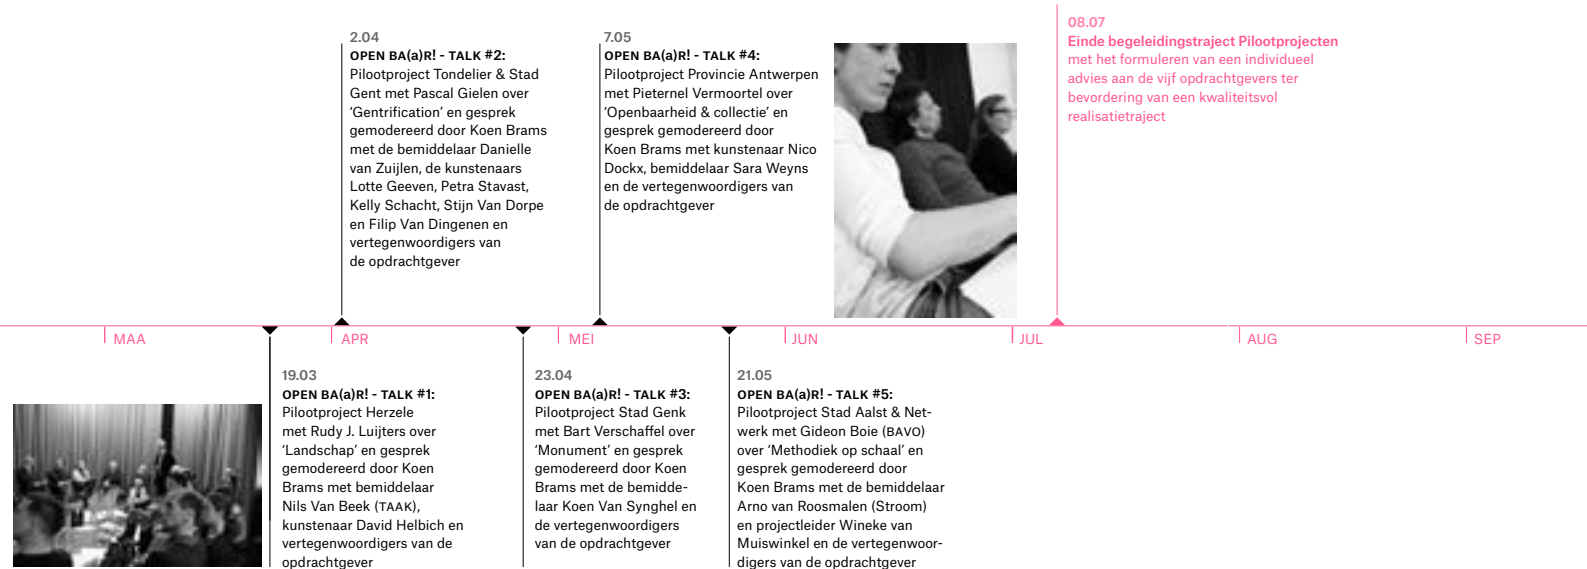 2.04
OPEN BA(a)R! - TALK #2:
Pilootproject Tondelier & Stad
Gent met Pascal Gielen over
‘Gentrification’ en gesprek
gemodereerd door Koen Brams
met de bemiddelaar Danielle
van Zuijlen, de kunstenaars
Lotte Geeven, Petra Stavast,
Kelly Schacht, Stijn Van Dorpe
en Filip Van Dingenen en
vertegenwoordigers van
de opdrachtgever
7.05
OPEN BA(a)R! - TALK #4:
Pilootproject Provincie Antwerpen
met Pieternel Vermoortel over
‘Openbaarheid & collectie’ en
gesprek gemodereerd door
Koen Brams met kunstenaar Nico
Dockx, bemiddelaar Sara Weyns
en de vertegenwoordigers van
de opdrachtgever
08.07
Einde begeleidingstraject Pilootprojecten
met het formuleren van een individueel
advies aan de vijf opdrachtgevers ter
bevordering van een kwaliteitsvol
realisatietraject
MAA
APR
MEI
JUN
JUL
AUG
SEP
19.03
OPEN BA(a)R! - TALK #1:
Pilootproject Herzele
met Rudy J. Luijters over
‘Landschap’ en gesprek
gemodereerd door Koen
Brams met bemiddelaar
Nils Van Beek (TAAK),
kunstenaar David Helbich en
vertegenwoordigers van de
opdrachtgever
23.04
OPEN BA(a)R! - TALK #3:
Pilootproject Stad Genk
met Bart Verschaffel over
‘Monument’ en gesprek
gemodereerd door Koen
Brams met de bemidde-
laar Koen Van Synghel en
de vertegenwoordigers
van de opdrachtgever
21.05
OPEN BA(a)R! - TALK #5:
Pilootproject Stad Aalst & Net-
werk met Gideon Boie (BAVO)
over ‘Methodiek op schaal’ en
gesprek gemodereerd door
Koen Brams met de bemiddelaar
Arno van Roosmalen (Stroom)
en projectleider Wineke van
Muiswinkel en de vertegenwoor-
digers van de opdrachtgever